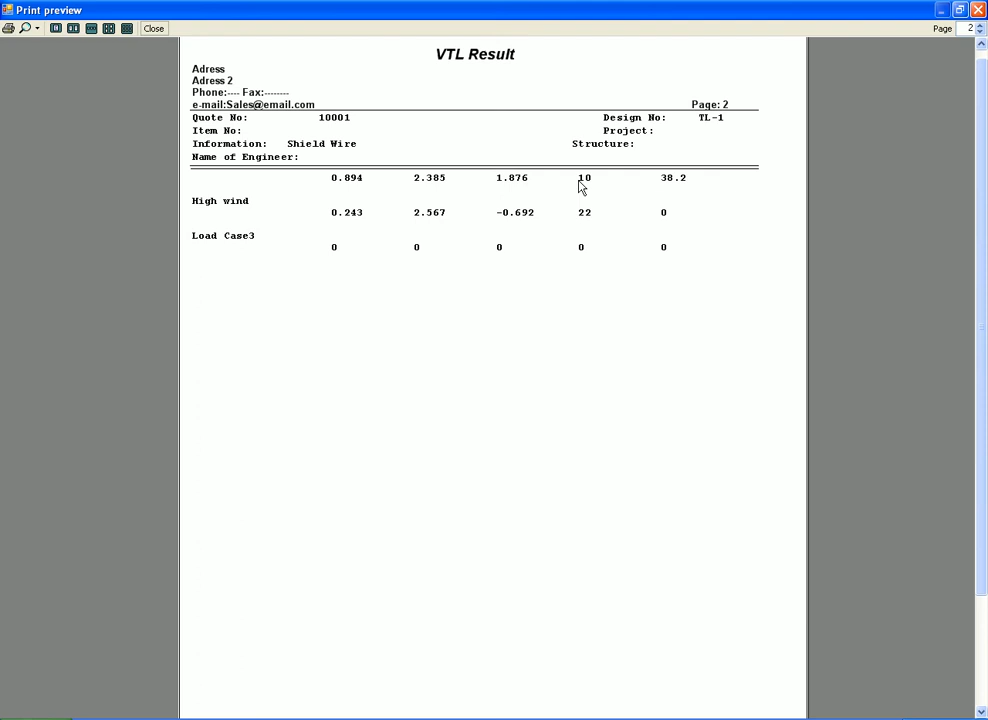 Print preview
Close
Page 2
VTL Result
Adress
Adress 2
Phone:---- Fax:--------
e-mail:Sales@email.com Page: 2
Quote No: 10001 Design No: TL-1
Item No: Project:
Information: Shield Wire Structure:
Name of Engineer:
0.894 2.385 1.876 10 38.2
High wind
0.243 2.567 -0.692 22 0
Load Case3
0 0 0 0 0